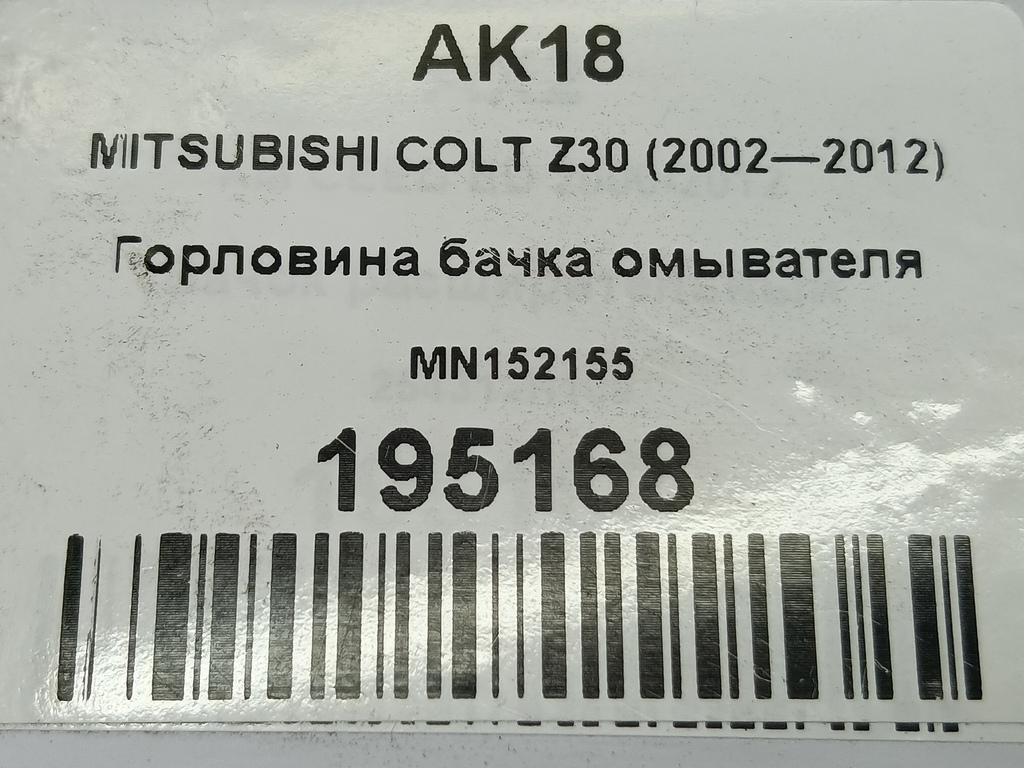 AK18
MITSUBISHI COLT Z30 (2002—2012)
Горловина бачка омывателя
MN152155
195168